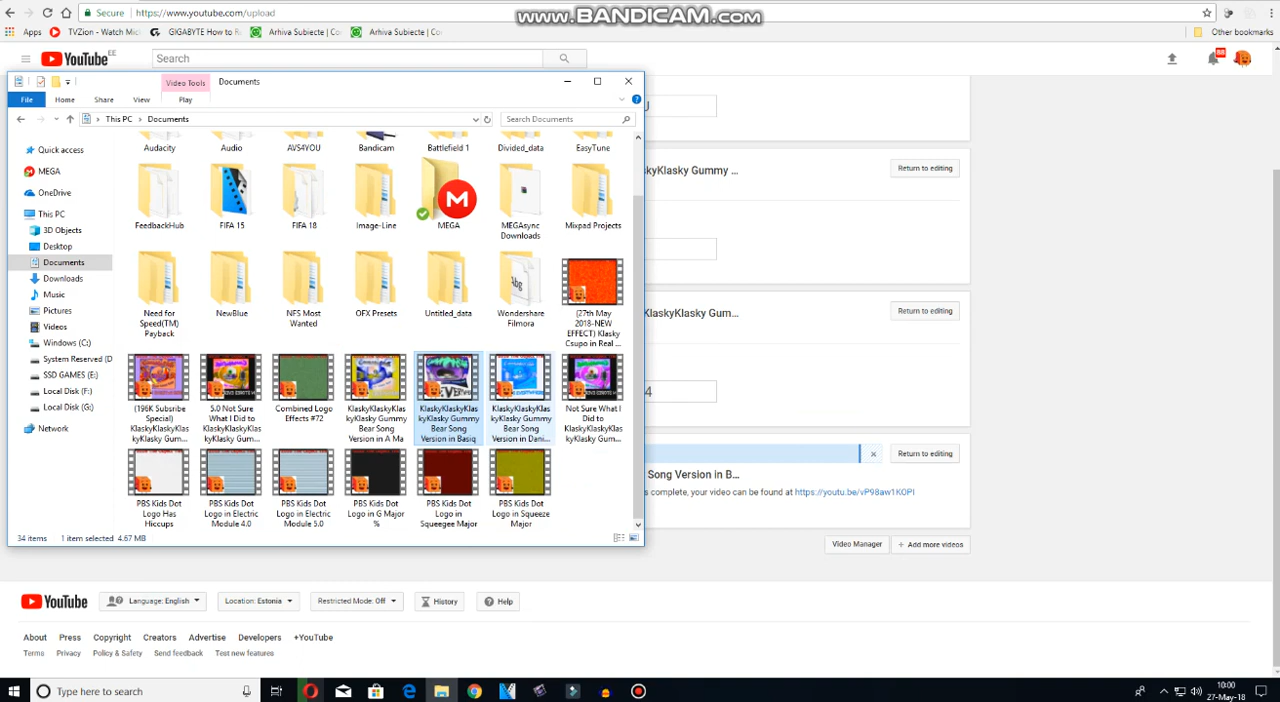 Secure https://www.youtube.com/upload
www.BANDICAM.com
Apps TVZion - Watch Mic GIGABYTE How to R Arhiva Subiecte | Co Arhiva Subiecte | Co Other bookmarks
YouTube EE Search 88
Video Tools Documents
File Home Share View Play
This PC Documents Search Documents
Quick access
MEGA
OneDrive
This PC
3D Objects
Desktop
Documents
Downloads
Music
Pictures
Videos
Windows (C:)
System Reserved (D
SSD GAMES (E:)
Local Disk (F:)
Local Disk (G:)
Network
Audacity Audio AVS4YOU Bandicam Battlefield 1 Divided_data EasyTune
FeedbackHub FIFA 15 FIFA 18 Image-Line MEGA MEGAsync Downloads Mixpad Projects
Need for Speed(TM) Payback
NewBlue
NFS Most Wanted
OFX Presets
Untitled_data
Wondershare Filmora
(27th May 2018-NEW EFFECT) Klasky Csupo in Real ...
(196K Subsribe Special) KlaskyKlaskyKlaskyKlasky Gum...
5.0 Not Sure What I Did to KlaskyKlaskyKlaskyKlasky Gum...
Combined Logo Effects #72
KlaskyKlaskyKlaskyKlasky Gummy Bear Song Version in A Ma
KlaskyKlaskyKlaskyKlasky Gummy Bear Song Version in Basiq
KlaskyKlaskyKlaskyKlasky Gummy Bear Song Version in Dani...
Not Sure What I Did to KlaskyKlaskyKlaskyKlasky Gum...
PBS Kids Dot Logo Has Hiccups
PBS Kids Dot Logo in Electric Module 4.0
PBS Kids Dot Logo in Electric Module 5.0
PBS Kids Dot Logo in G Major %
PBS Kids Dot Logo in Squeegee Major
PBS Kids Dot Logo in Squeeze Major
34 items 1 item selected 4.67 MB
U
skyKlasky Gummy ... Return to editing
KlaskyKlasky Gum... Return to editing
4
Return to editing
Song Version in B...
s complete, your video can be found at https://youtu.be/vP98aw1KOPI
Video Manager + Add more videos
YouTube Language: English Location: Estonia Restricted Mode: Off History Help
About Press Copyright Creators Advertise Developers +YouTube
Terms Privacy Policy & Safety Send feedback Test new features
Type here to search
10:00
27-May-18